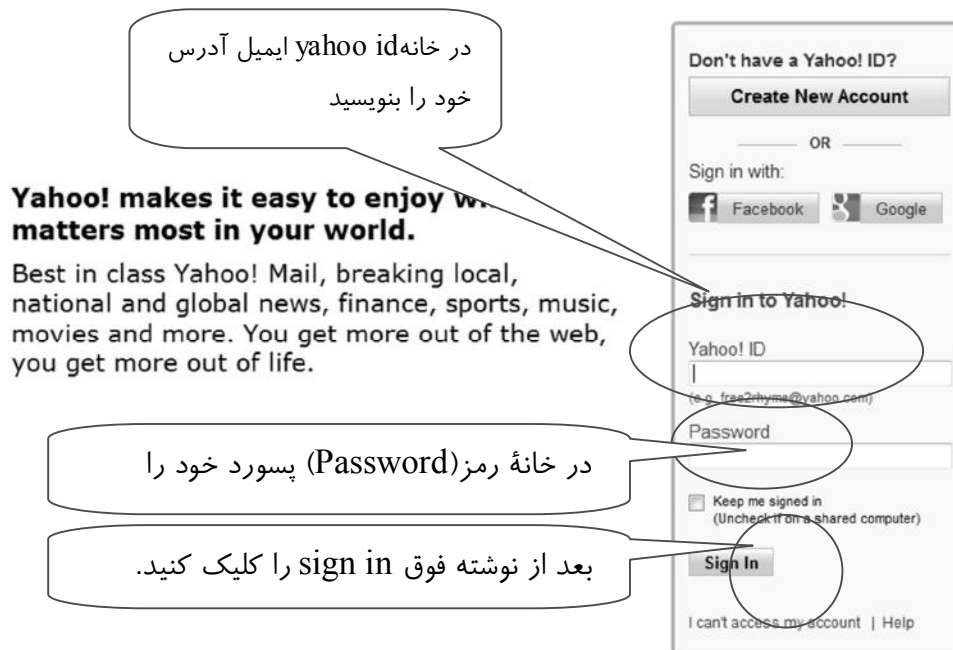 در خانهyahoo id ایمیل آدرس
خود را بنویسید
Yahoo! makes it easy to enjoy
matters most in your world.
Best in class Yahoo! Mail, breaking local,
national and global news, finance, sports, music,
movies and more. You get more out of the web,
you get more out of life.
Don't have a Yahoo! ID?
Create New Account
OR
Sign in with:
Facebook Google
Sign in to Yahoo!
Yahoo! ID
(e.g. free2rhyme@yahoo.com)
Password
در خانهٔ رمز(Password) پسورد خود را
Keep me signed in
(Uncheck if on a shared computer)
بعد از نوشته فوق sign in را کلیک کنید.
Sign In
I can't access my account | Help